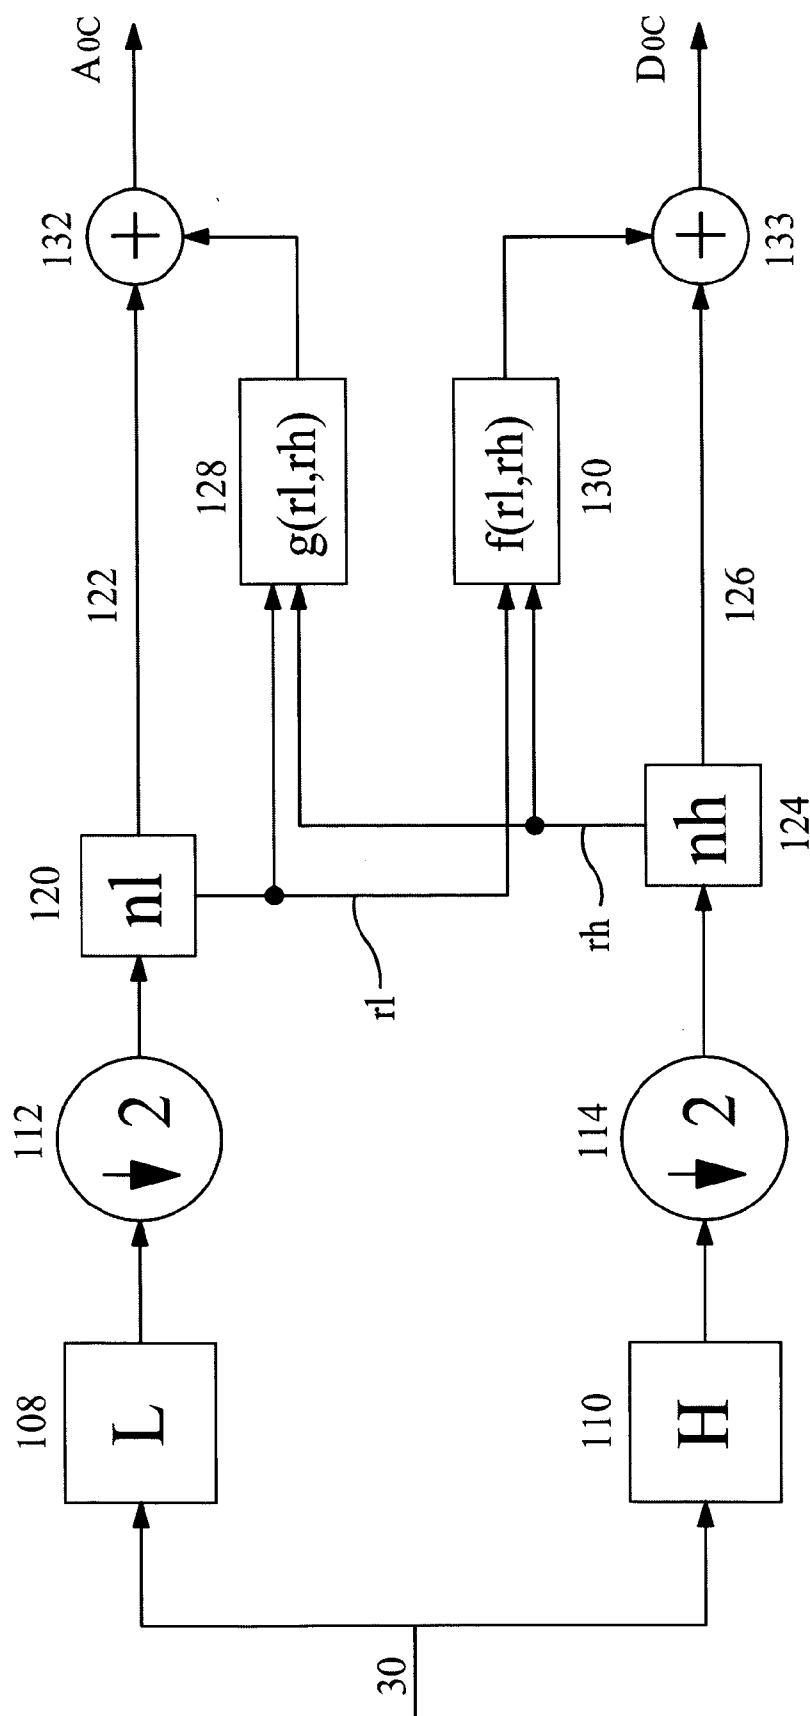 30
108
L
110
H
112
↓ 2
114
↓ 2
120
nl
rl
124
nh
rh
122
126
128
g(rl,rh)
130
f(rl,rh)
132
+
133
+
A0C
D0C